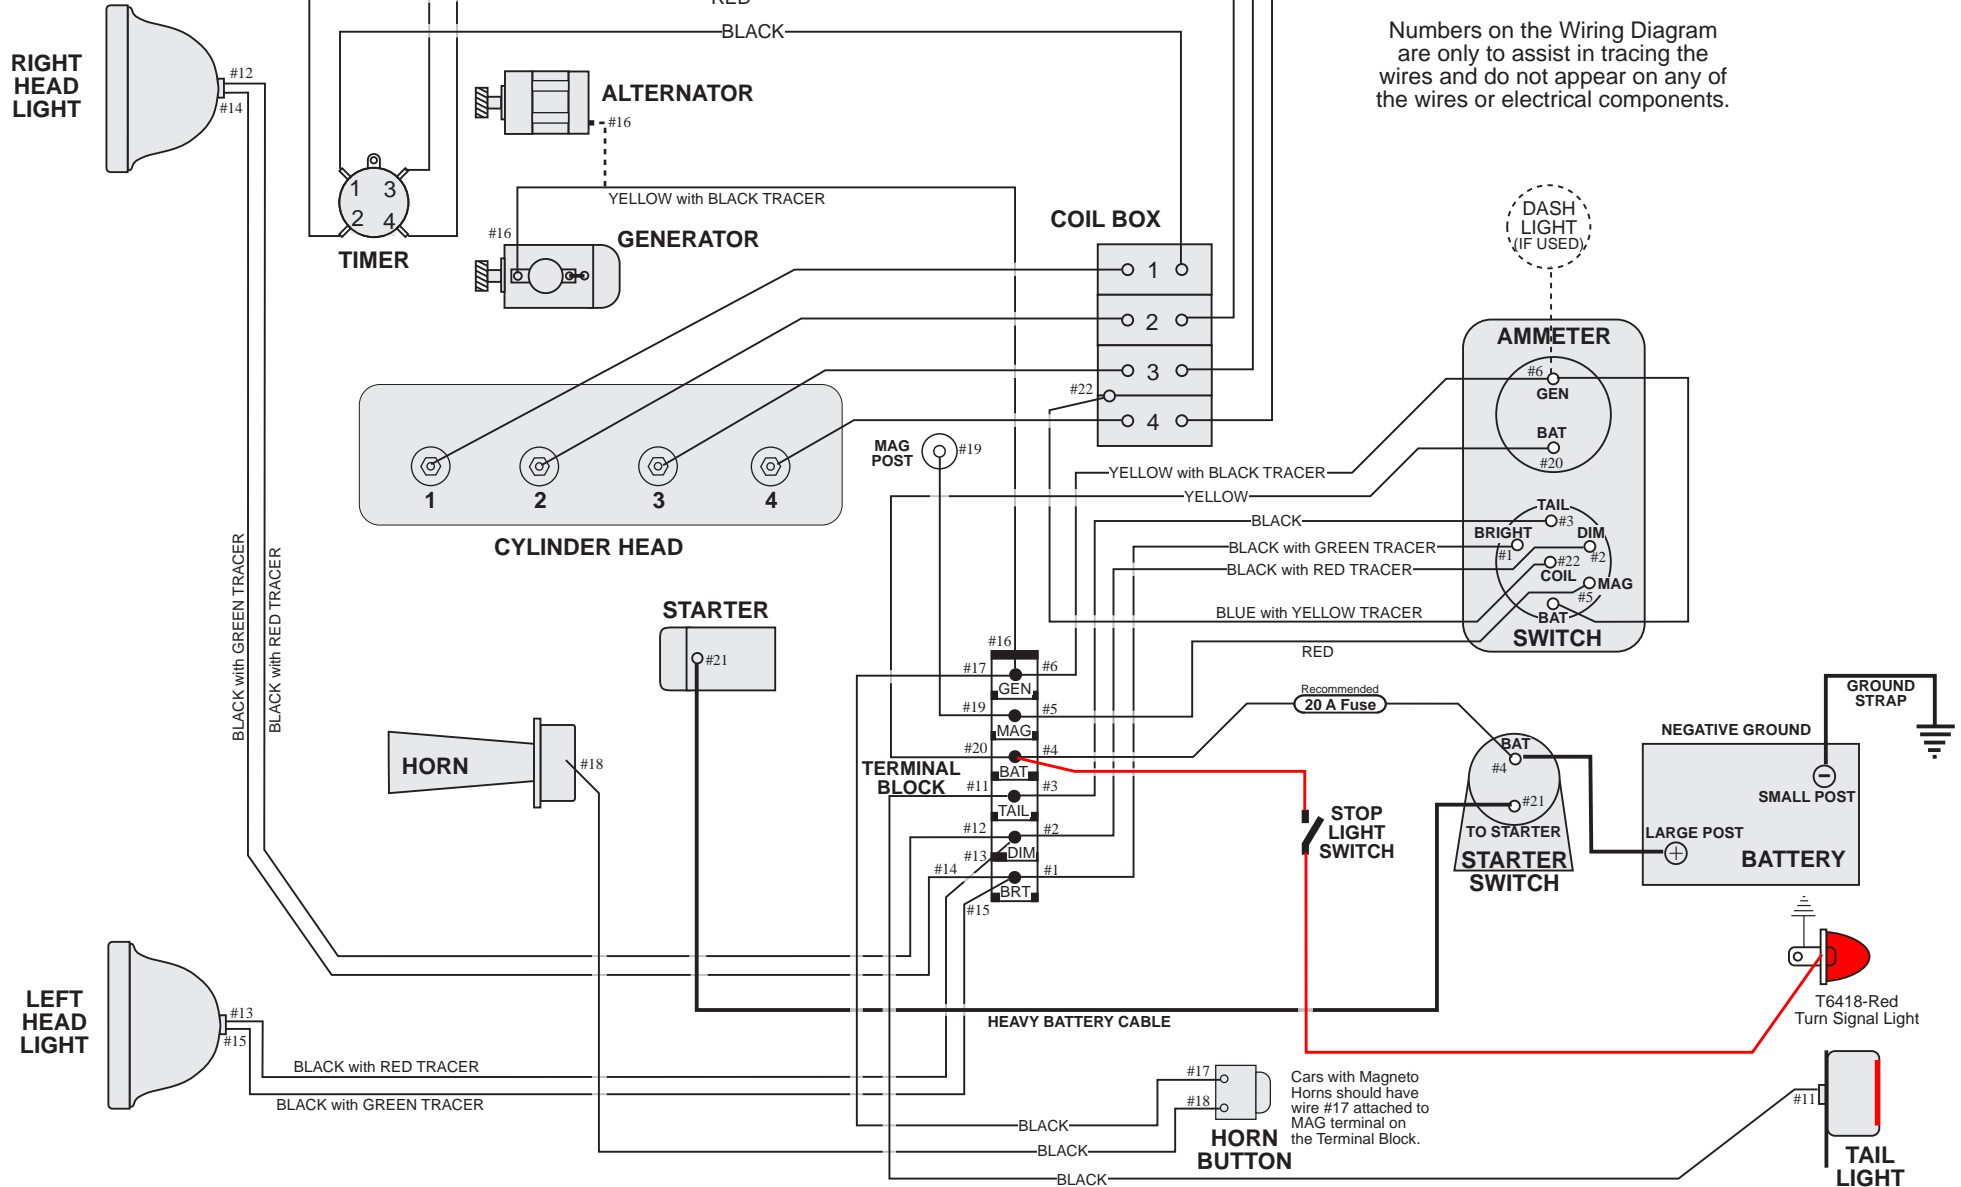 RED
BLACK
Numbers on the Wiring Diagram
are only to assist in tracing the
wires and do not appear on any of
the wires or electrical components.
RIGHT
HEAD
LIGHT
#12
#14
ALTERNATOR
#16
1 3
2 4
TIMER
YELLOW with BLACK TRACER
#16
GENERATOR
COIL BOX
1
2
3
4
#22
DASH
LIGHT
(IF USED)
AMMETER
#6
GEN
BAT
#20
MAG
POST
#19
1
2
3
4
CYLINDER HEAD
YELLOW with BLACK TRACER
YELLOW
BLACK
BLACK with GREEN TRACER
BLACK with RED TRACER
BLUE with YELLOW TRACER
RED
TAIL
#3
BRIGHT
#1
DIM
#2
#22
COIL
MAG
#5
BAT
SWITCH
BLACK with GREEN TRACER
BLACK with RED TRACER
STARTER
#21
HORN
#18
TERMINAL
BLOCK
#16
#17
#6
GEN
#19
#5
MAG
#20
#4
BAT
#11
#3
TAIL
#12
#2
#13
DIM
#14
#1
BRT
#15
Recommended
20 A Fuse
STOP
LIGHT
SWITCH
BAT
#4
#21
TO STARTER
STARTER
SWITCH
GROUND
STRAP
NEGATIVE GROUND
SMALL POST
LARGE POST
BATTERY
T6418-Red
Turn Signal Light
LEFT
HEAD
LIGHT
#13
#15
BLACK with RED TRACER
BLACK with GREEN TRACER
HEAVY BATTERY CABLE
#17
#18
HORN
BUTTON
Cars with Magneto
Horns should have
wire #17 attached to
MAG terminal on
the Terminal Block.
BLACK
BLACK
BLACK
#11
TAIL
LIGHT